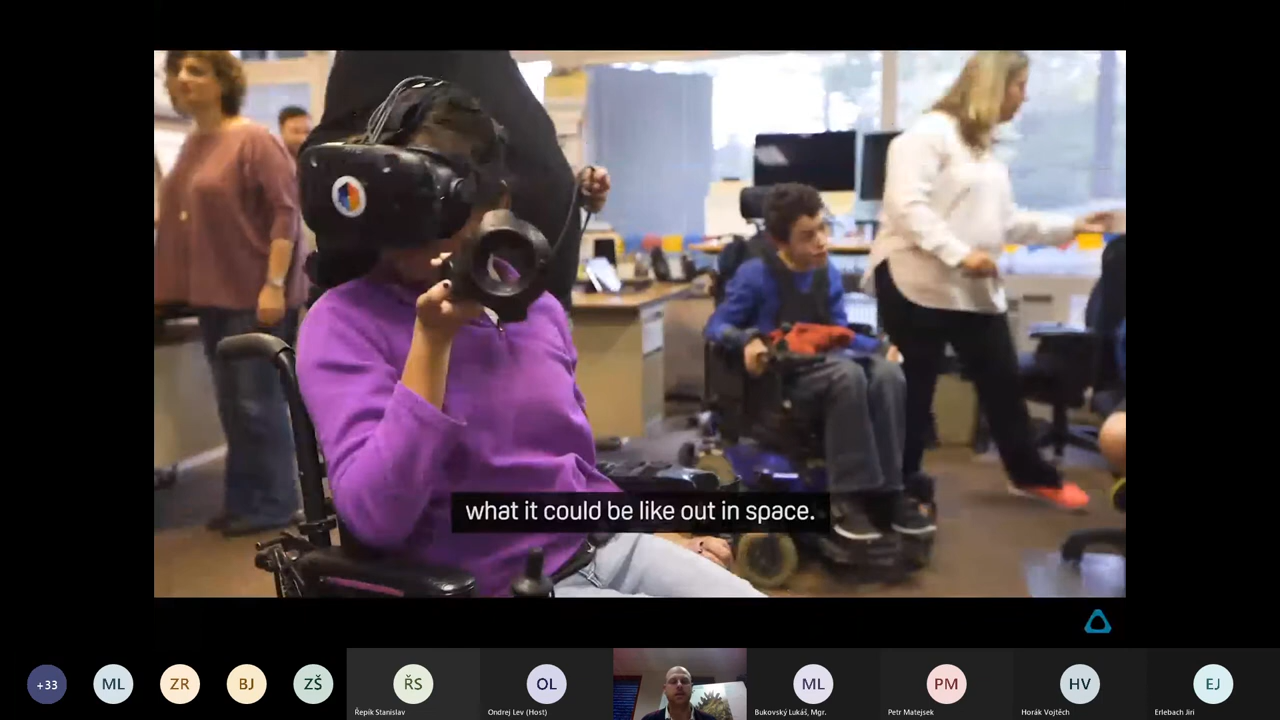 what it could be like out in space.
+33
ML
ZR
BJ
ZŠ
ŘS
OL
ML
PM
HV
EJ
Řepík Stanislav
Ondrej Lev (Host)
Bukovský Lukáš, Mgr.
Petr Matejsek
Horák Vojtěch
Erlebach Jiri